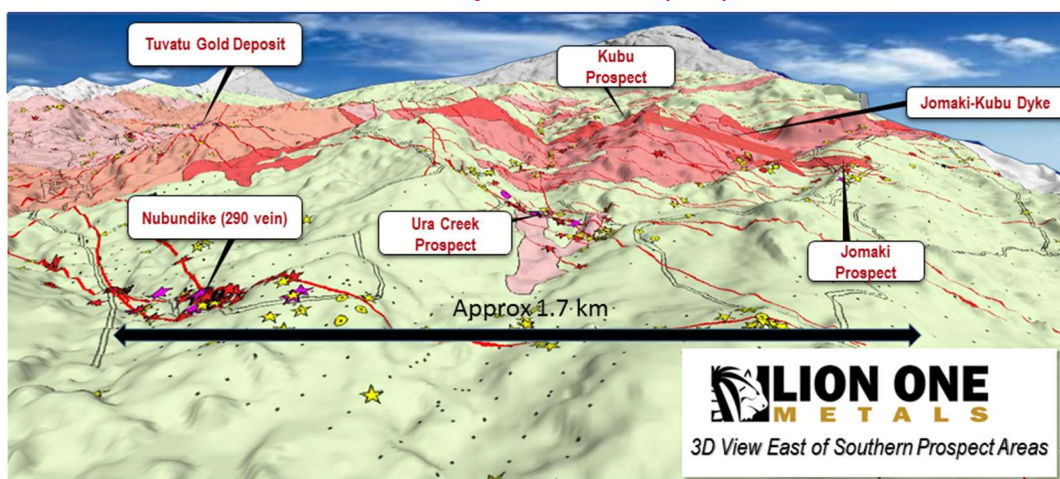 Tuvatu Gold Deposit
Kubu
Prospect
Jomaki-Kubu Dyke
Nubundike (290 vein)
Ura Creek
Prospect
Jomaki
Prospect
Approx 1.7 km
LION ONE
METALS
3D View East of Southern Prospect Areas